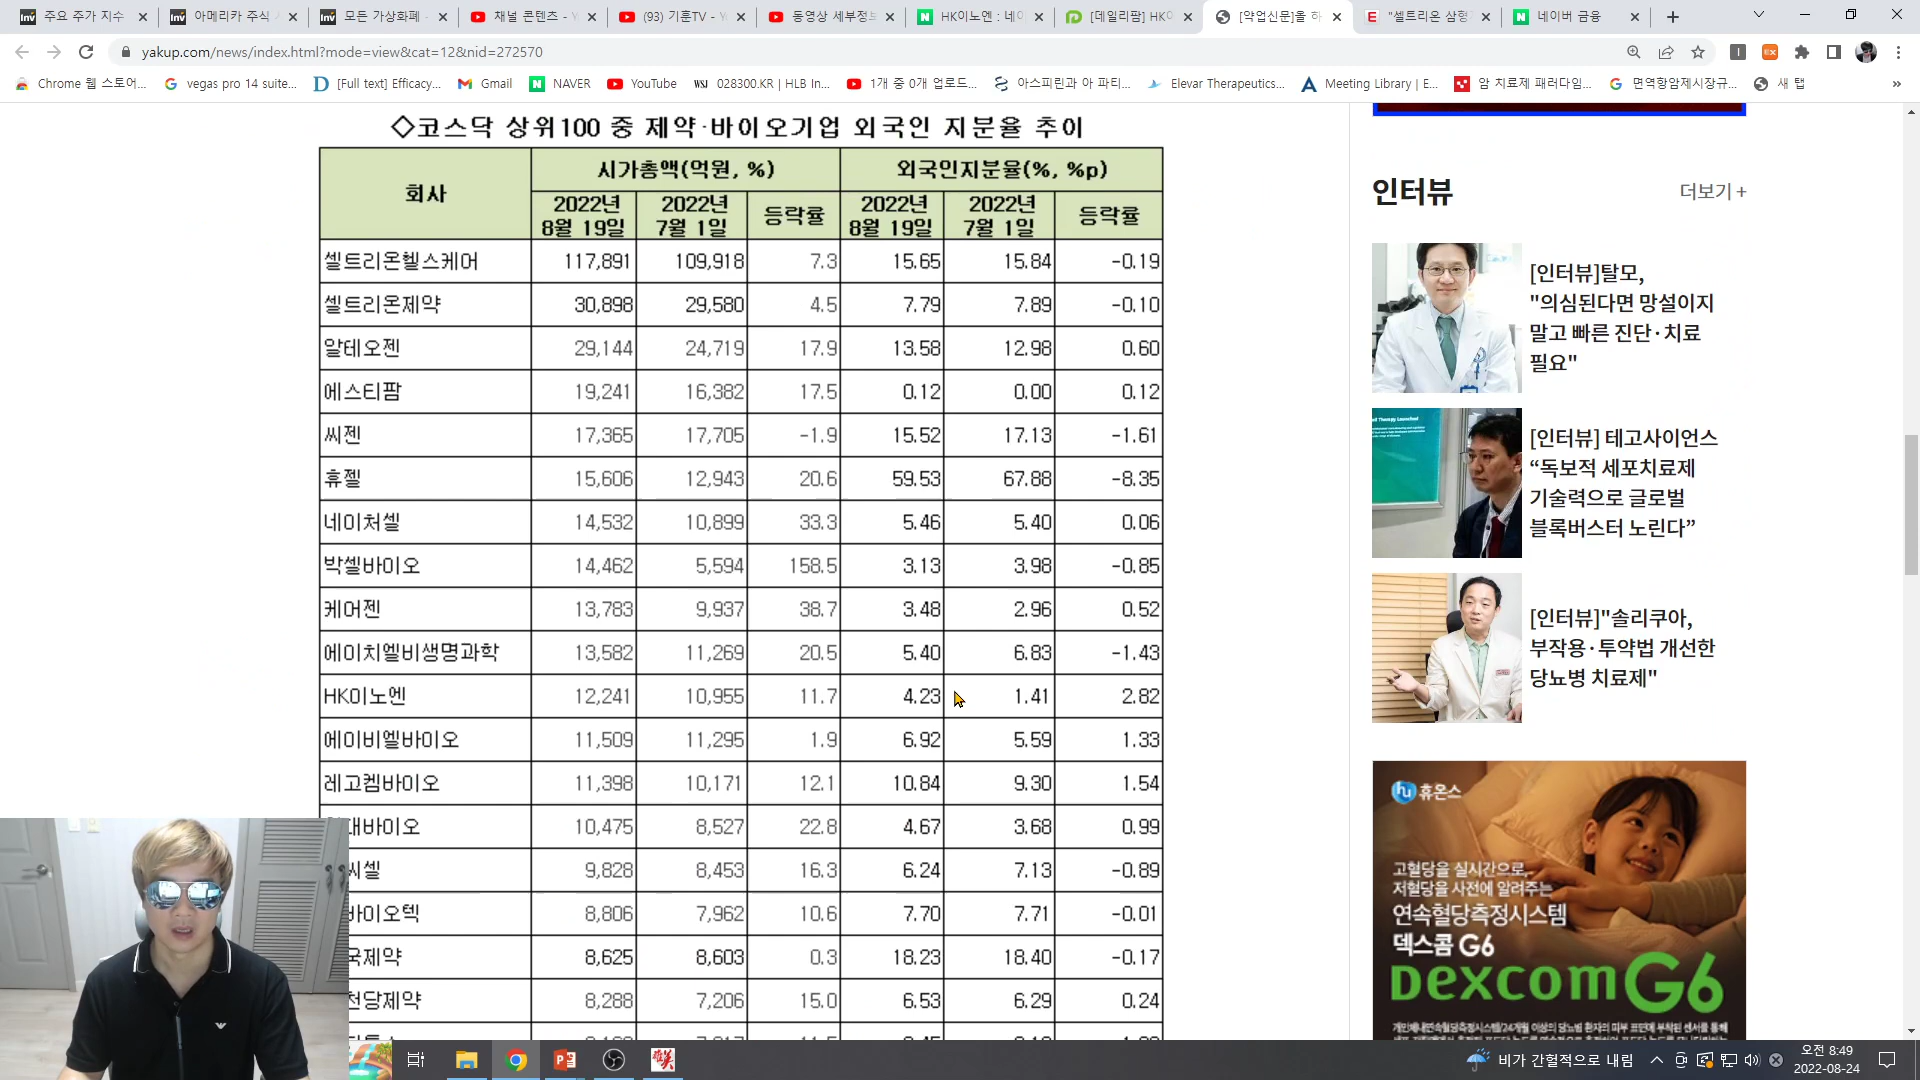 주요 주가 지수
아메리카 주식
모든 가상화폐
채널 콘텐츠
(93) 기훈TV
동영상 세부정보
HK이노엔 : 네이
[데일리팜] HK이
[약업신문]올 하
"셀트리온 삼형
네이버 금융
yakup.com/news/index.html?mode=view&cat=12&nid=272570
Chrome 웹 스토어...
vegas pro 14 suite...
[Full text] Efficacy...
Gmail
NAVER
YouTube
WSJ 028300.KR | HLB In...
1개 중 0개 업로드...
아스피린과 아 파티...
Elevar Therapeutics...
Meeting Library | E...
암 치료제 패러다임...
면역항암제시장규...
새 탭
»
◇코스닥 상위100 중 제약·바이오기업 외국인 지분율 추이
회사 시가총액(억원, %) 외국인지분율(%, %p)
2022년 8월 19일 2022년 7월 1일 등락률 2022년 8월 19일 2022년 7월 1일 등락률
셀트리온헬스케어 117,891 109,918 7.3 15.65 15.84 -0.19
셀트리온제약 30,898 29,580 4.5 7.79 7.89 -0.10
알테오젠 29,144 24,719 17.9 13.58 12.98 0.60
에스티팜 19,241 16,382 17.5 0.12 0.00 0.12
씨젠 17,365 17,705 -1.9 15.52 17.13 -1.61
휴젤 15,606 12,943 20.6 59.53 67.88 -8.35
네이처셀 14,532 10,899 33.3 5.46 5.40 0.06
박셀바이오 14,462 5,594 158.5 3.13 3.98 -0.85
케어젠 13,783 9,937 38.7 3.48 2.96 0.52
에이치엘비생명과학 13,582 11,269 20.5 5.40 6.83 -1.43
HK이노엔 12,241 10,955 11.7 4.23 1.41 2.82
에이비엘바이오 11,509 11,295 1.9 6.92 5.59 1.33
레고켐바이오 11,398 10,171 12.1 10.84 9.30 1.54
대바이오 10,475 8,527 22.8 4.67 3.68 0.99
씨셀 9,828 8,453 16.3 6.24 7.13 -0.89
바이오텍 8,806 7,962 10.6 7.70 7.71 -0.01
국제약 8,625 8,603 0.3 18.23 18.40 -0.17
천당제약 8,288 7,206 15.0 6.53 6.29 0.24
인터뷰
더보기 +
[인터뷰]탈모,
"의심된다면 망설이지
말고 빠른 진단·치료
필요"
[인터뷰] 테고사이언스
“독보적 세포치료제
기술력으로 글로벌
블록버스터 노린다”
[인터뷰]"솔리쿠아,
부작용·투약법 개선한
당뇨병 치료제"
hu 휴온스
고혈당을 실시간으로,
저혈당을 사전에 알려주는
연속혈당측정시스템
덱스콤 G6
DexcomG6
비가 간헐적으로 내림
오전 8:49
2022-08-24